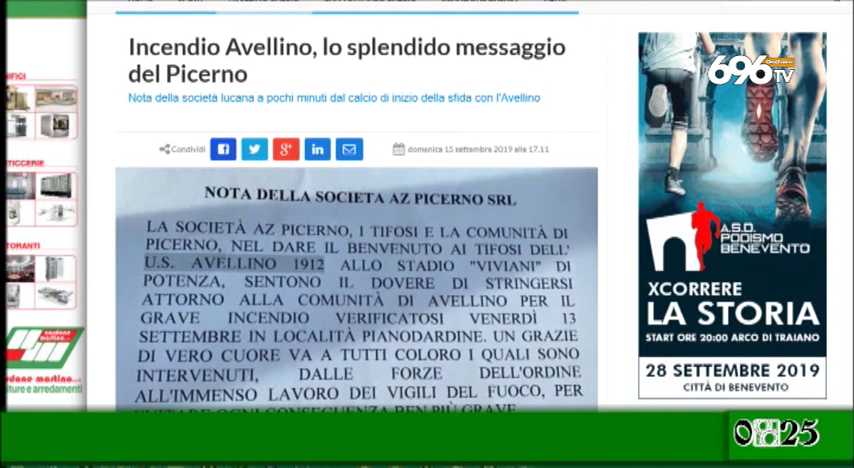 Incendio Avellino, lo splendido messaggio
del Picerno
Nota della società lucana a pochi minuti dal calcio di inizio della sfida con l'Avellino
Condividi
domenica 15 settembre 2019 alle 17.11
NOTA DELLA SOCIETA AZ PICERNO SRL
LA SOCIETÀ AZ PICERNO, I TIFOSI E LA COMUNITÀ DI
PICERNO, NEL DARE IL BENVENUTO AI TIFOSI DELL'
U.S. AVELLINO 1912 ALLO STADIO "VIVIANI" DI
POTENZA, SENTONO IL DOVERE DI STRINGERSI
ATTORNO ALLA COMUNITÀ DI AVELLINO PER IL
GRAVE INCENDIO VERIFICATOSI VENERDÌ 13
SETTEMBRE IN LOCALITÀ PIANODARDINE. UN GRAZIE
DI VERO CUORE VA A TUTTI COLORO I QUALI SONO
INTERVENUTI, DALLE FORZE DELL'ORDINE
ALL'IMMENSO LAVORO DEI VIGILI DEL FUOCO, PER
696 TV
A.S.D.
PODISMO
BENEVENTO
XCORRERE
LA STORIA
START ORE 20:00 ARCO DI TRAIANO
28 SETTEMBRE 2019
CITTÀ DI BENEVENTO
0825